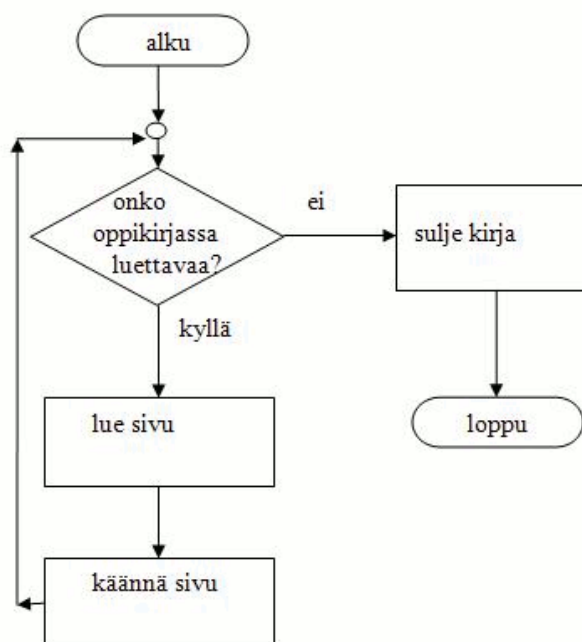 alku
onko
oppikirjassa
luettavaa?
ei
sulje kirja
kyllä
lue sivu
loppu
käännä sivu